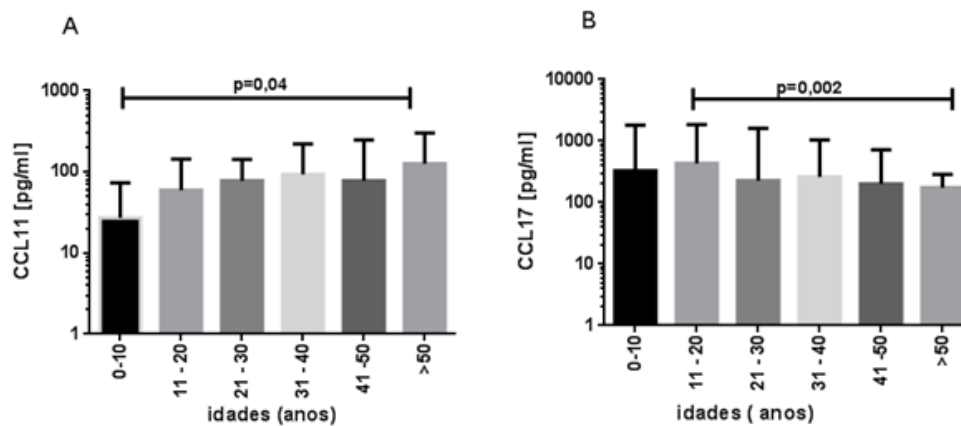 A
p=0,04
CCL11 [pg/ml]
1000
100
10
1
0-10
11 - 20
21 - 30
31 - 40
41 -50
>50
idades (anos)
B
p=0,002
CCL17 [pg/ml]
10000
1000
100
10
1
0-10
11 - 20
21 - 30
31 - 40
41 -50
>50
idades ( anos)